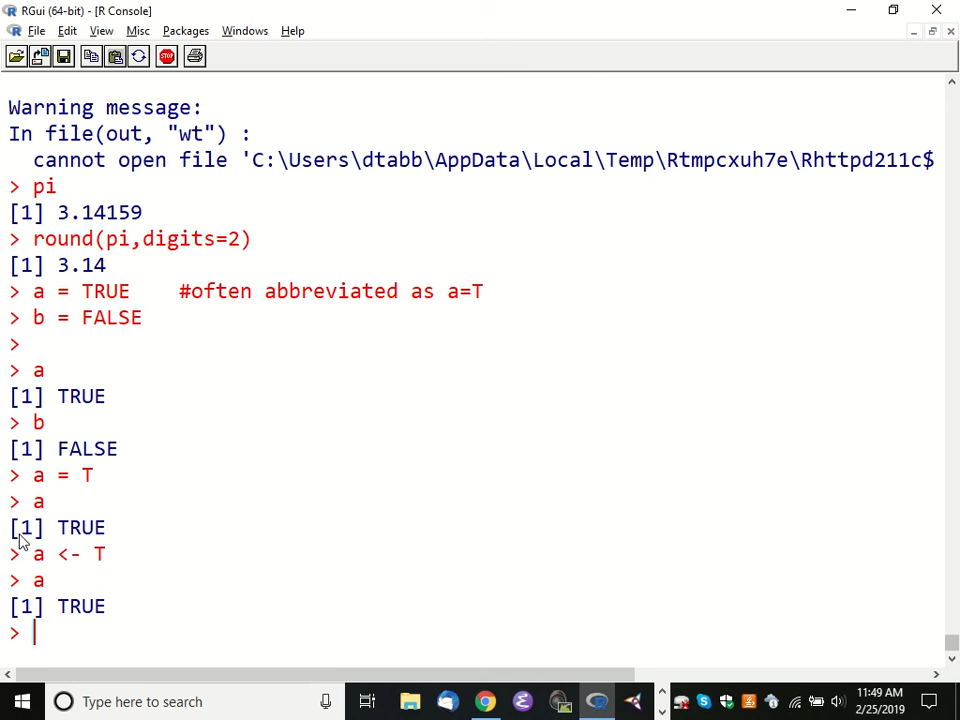 RGui (64-bit) - [R Console]
File Edit View Misc Packages Windows Help
STOP
Warning message:
In file(out, "wt") :
cannot open file 'C:\Users\dtabb\AppData\Local\Temp\Rtmpcxuh7e\Rhttpd211c$
> pi
[1] 3.14159
> round(pi,digits=2)
[1] 3.14
> a = TRUE    #often abbreviated as a=T
> b = FALSE
>
> a
[1] TRUE
> b
[1] FALSE
> a = T
> a
[1] TRUE
> a <- T
> a
[1] TRUE
>
Type here to search
11:49 AM
2/25/2019